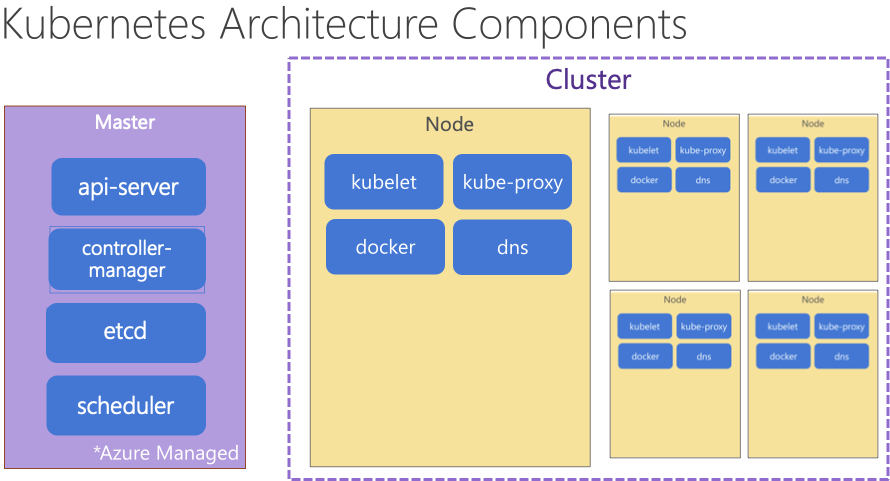 Kubernetes Architecture Components
Cluster
Master
api-server
controller-
manager
etcd
scheduler
*Azure Managed
Node
kubelet
kube-proxy
docker
dns
Node
kubelet
kube-proxy
docker
dns
Node
kubelet
kube-proxy
docker
dns
Node
kubelet
kube-proxy
docker
dns
Node
kubelet
kube-proxy
docker
dns